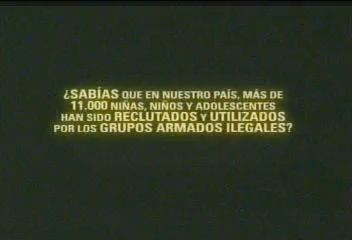 ¿SABÍAS QUE EN NUESTRO PAÍS, MÁS DE
11.000 NIÑAS, NIÑOS Y ADOLESCENTES
HAN SIDO RECLUTADOS Y UTILIZADOS
POR LOS GRUPOS ARMADOS ILEGALES?